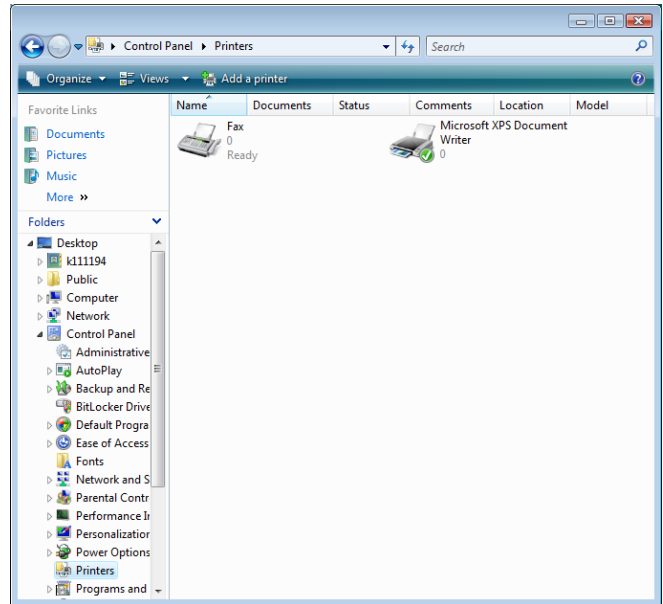 Control Panel Printers
Search
Organize Views Add a printer
Favorite Links
Documents
Pictures
Music
More »
Folders
Desktop
k111194
Public
Computer
Network
Control Panel
Administrative
AutoPlay
Backup and Re
BitLocker Drive
Default Progra
Ease of Access
Fonts
Network and S
Parental Contr
Performance Ir
Personalization
Power Options
Printers
Programs and
Name Documents Status Comments Location Model
Fax
0
Ready
Microsoft XPS Document
Writer
0